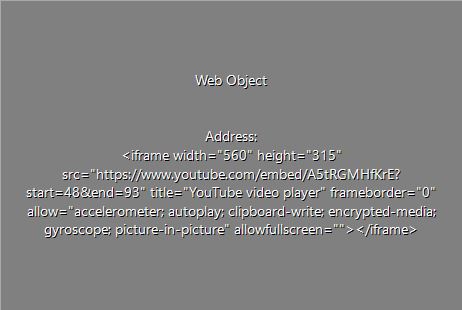 Web Object
Address:
<iframe width="560" height="315"
src="https://www.youtube.com/embed/A5tRGMHfKrE?
start=48&end=93" title="YouTube video player" frameborder="0"
allow="accelerometer; autoplay; clipboard-write; encrypted-media;
gyroscope; picture-in-picture" allowfullscreen=""></iframe>